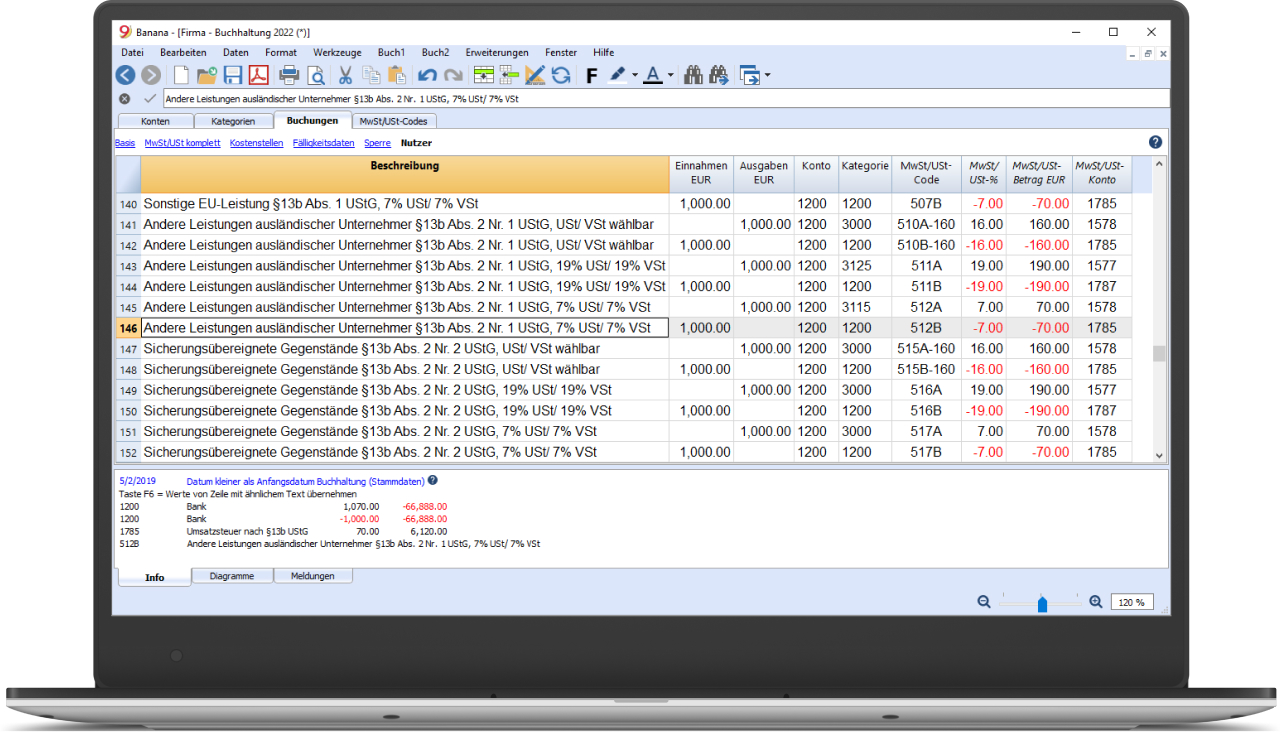 Banana - [Firma - Buchhaltung 2022 (*)]
Datei Bearbeiten Daten Format Werkzeuge Buch1 Buch2 Erweiterungen Fenster Hilfe
F A
Andere Leistungen ausländischer Unternehmer §13b Abs. 2 Nr. 1 UStG, 7% USt/ 7% VSt
Konten Kategorien Buchungen MwSt/USt-Codes
Basis MwSt/USt komplett Kostenstellen Fälligkeitsdaten Sperre Nutzer
Beschreibung Einnahmen EUR Ausgaben EUR Konto Kategorie MwSt/USt-Code MwSt/USt-% MwSt/USt-Betrag EUR MwSt/USt-Konto
140 Sonstige EU-Leistung §13b Abs. 1 UStG, 7% USt/ 7% VSt 1,000.00 1200 1200 507B -7.00 -70.00 1785
141 Andere Leistungen ausländischer Unternehmer §13b Abs. 2 Nr. 1 UStG, USt/ VSt wählbar 1,000.00 1200 3000 510A-160 16.00 160.00 1578
142 Andere Leistungen ausländischer Unternehmer §13b Abs. 2 Nr. 1 UStG, USt/ VSt wählbar 1,000.00 1200 1200 510B-160 -16.00 -160.00 1785
143 Andere Leistungen ausländischer Unternehmer §13b Abs. 2 Nr. 1 UStG, 19% USt/ 19% VSt 1,000.00 1200 3125 511A 19.00 190.00 1577
144 Andere Leistungen ausländischer Unternehmer §13b Abs. 2 Nr. 1 UStG, 19% USt/ 19% VSt 1,000.00 1200 1200 511B -19.00 -190.00 1787
145 Andere Leistungen ausländischer Unternehmer §13b Abs. 2 Nr. 1 UStG, 7% USt/ 7% VSt 1,000.00 1200 3115 512A 7.00 70.00 1578
146 Andere Leistungen ausländischer Unternehmer §13b Abs. 2 Nr. 1 UStG, 7% USt/ 7% VSt 1,000.00 1200 1200 512B -7.00 -70.00 1785
147 Sicherungsübereignete Gegenstände §13b Abs. 2 Nr. 2 UStG, USt/ VSt wählbar 1,000.00 1200 3000 515A-160 16.00 160.00 1578
148 Sicherungsübereignete Gegenstände §13b Abs. 2 Nr. 2 UStG, USt/ VSt wählbar 1,000.00 1200 1200 515B-160 -16.00 -160.00 1785
149 Sicherungsübereignete Gegenstände §13b Abs. 2 Nr. 2 UStG, 19% USt/ 19% VSt 1,000.00 1200 3000 516A 19.00 190.00 1577
150 Sicherungsübereignete Gegenstände §13b Abs. 2 Nr. 2 UStG, 19% USt/ 19% VSt 1,000.00 1200 1200 516B -19.00 -190.00 1787
151 Sicherungsübereignete Gegenstände §13b Abs. 2 Nr. 2 UStG, 7% USt/ 7% VSt 1,000.00 1200 3000 517A 7.00 70.00 1578
152 Sicherungsübereignete Gegenstände §13b Abs. 2 Nr. 2 UStG, 7% USt/ 7% VSt 1,000.00 1200 1200 517B -7.00 -70.00 1785
5/2/2019 Datum kleiner als Anfangsdatum Buchhaltung (Stammdaten)
Taste F6 = Werte von Zeile mit ähnlichem Text übernehmen
1200 Bank 1,070.00 -66,888.00
1200 Bank -1,000.00 -66,888.00
1785 Umsatzsteuer nach §13b UStG 70.00 6,120.00
512B Andere Leistungen ausländischer Unternehmer §13b Abs. 2 Nr. 1 UStG, 7% USt/ 7% VSt
Info Diagramme Meldungen
120 %